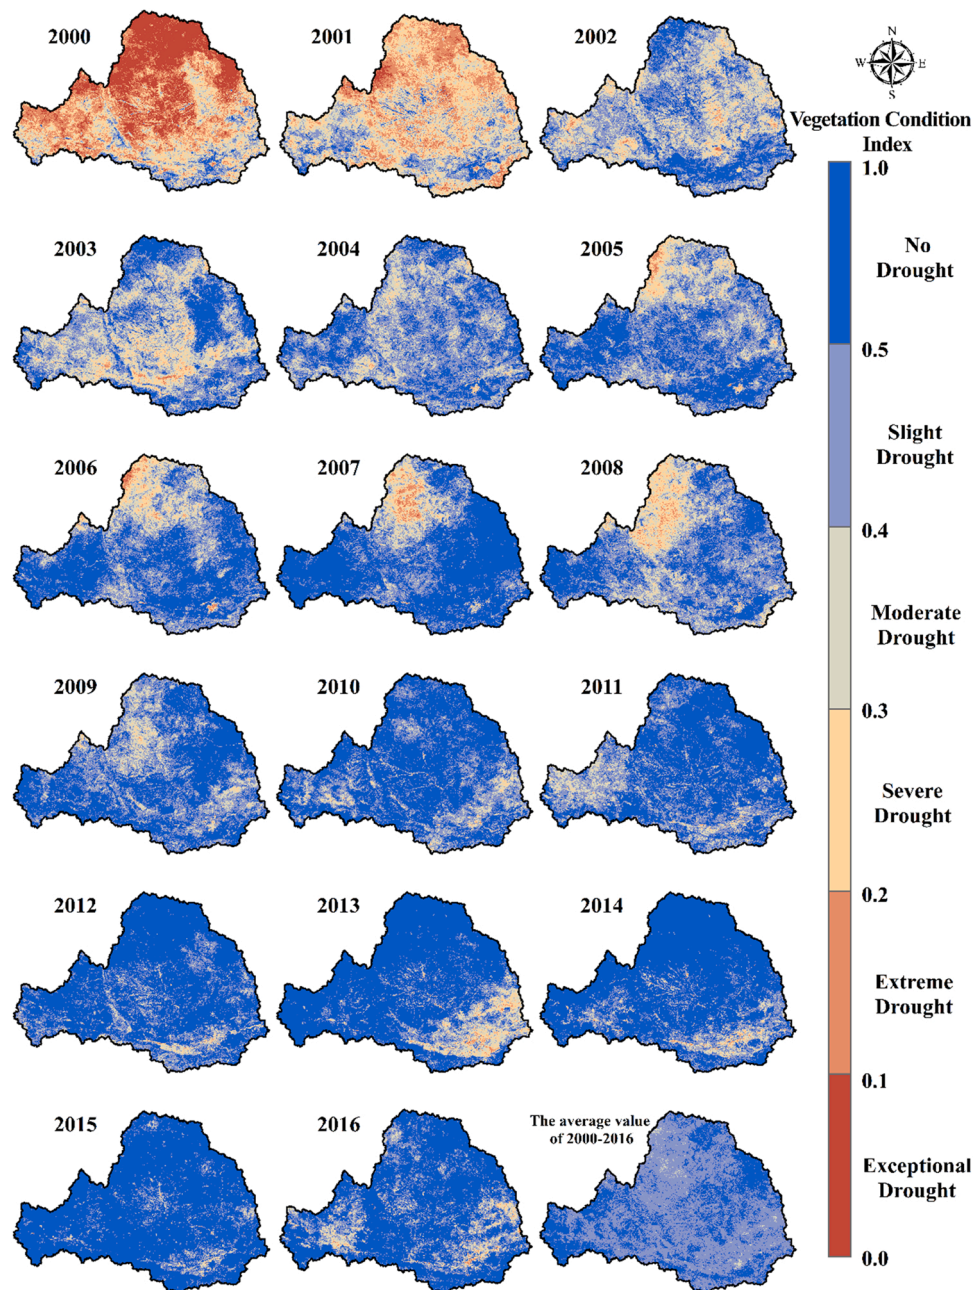 2000
2001
2002
N
W
E
S
Vegetation Condition
Index
1.0
No
Drought
2003
2004
2005
0.5
Slight
Drought
2006
2007
2008
0.4
Moderate
Drought
2009
2010
2011
0.3
Severe
Drought
2012
2013
2014
0.2
Extreme
Drought
2015
2016
The average value
of 2000-2016
0.1
Exceptional
Drought
0.0